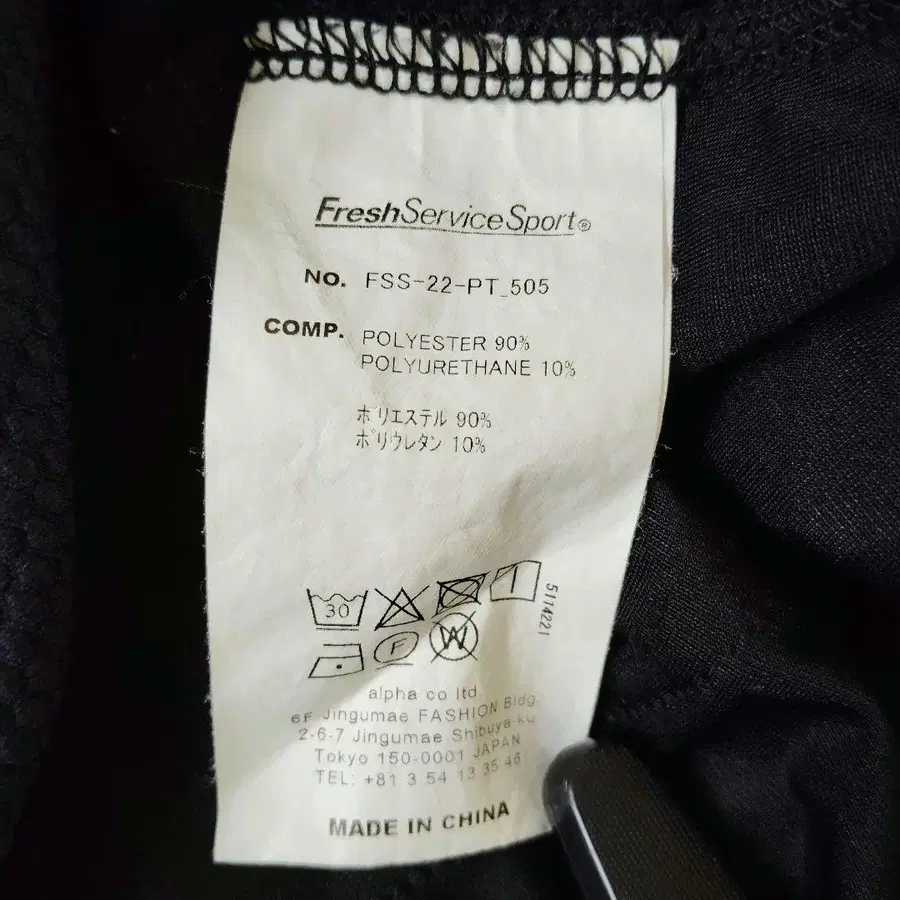 FreshServiceSport®
NO. FSS-22-PT_505
COMP. POLYESTER 90%
POLYURETHANE 10%
ポリエステル 90%
ポリウレタン 10%
30
5114221
F
W
alpha co ltd.
6F Jingumae FASHION Bldg.
2-6-7 Jingumae Shibuya-ku
Tokyo 150-0001 JAPAN
TEL: +81 3 54 13 35 46
MADE IN CHINA